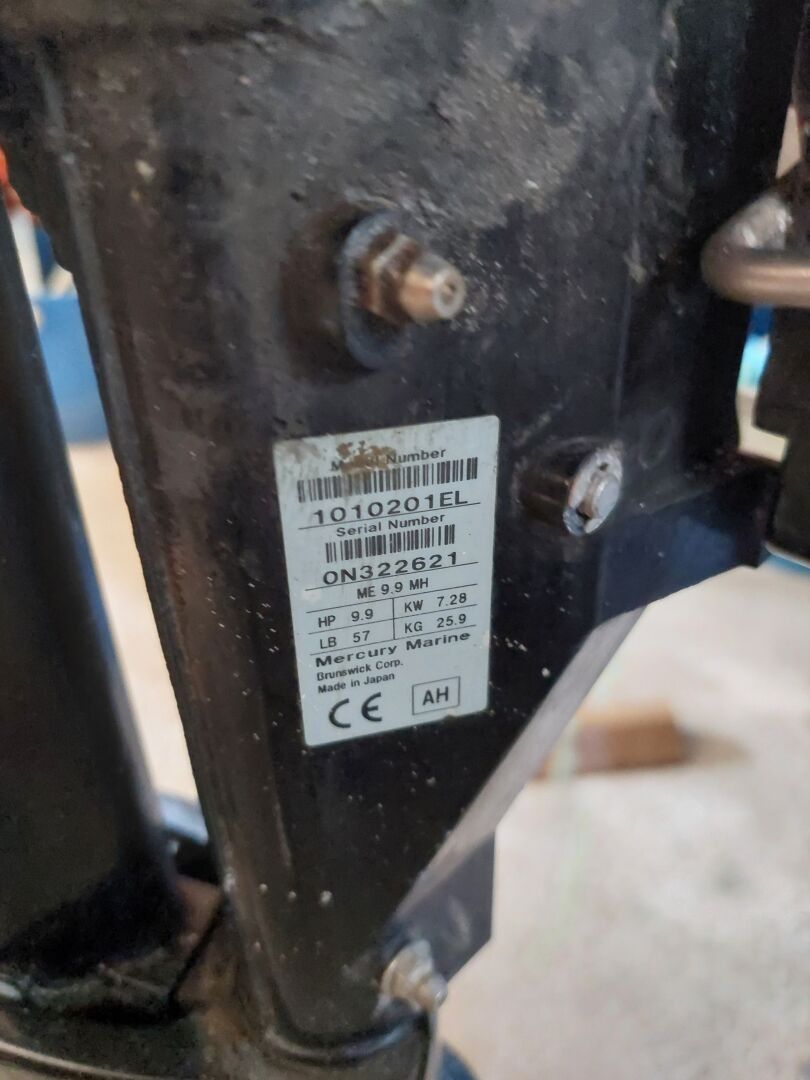 Model Number
1010201EL
Serial Number
0N322621
ME 9.9 MH
HP 9.9 KW 7.28
LB 57 KG 25.9
Mercury Marine
Brunswick Corp.
Made in Japan
CE AH